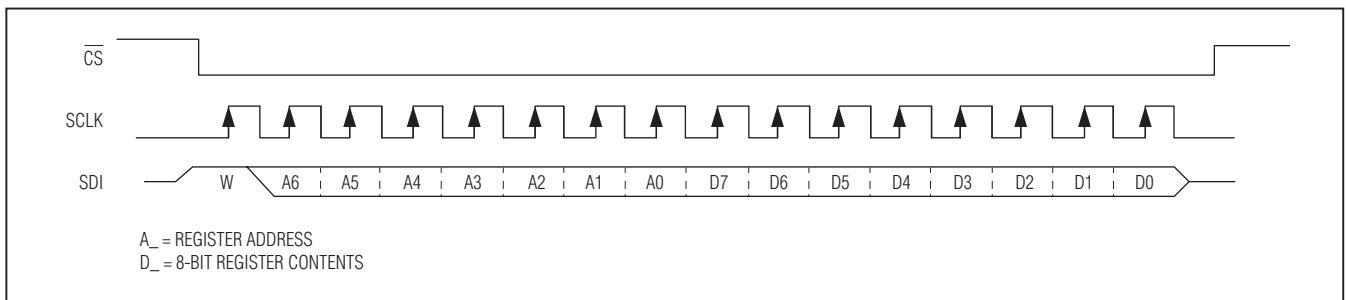 CS
SCLK
SDI W A6 A5 A4 A3 A2 A1 A0 D7 D6 D5 D4 D3 D2 D1 D0
A_ = REGISTER ADDRESS
D_ = 8-BIT REGISTER CONTENTS